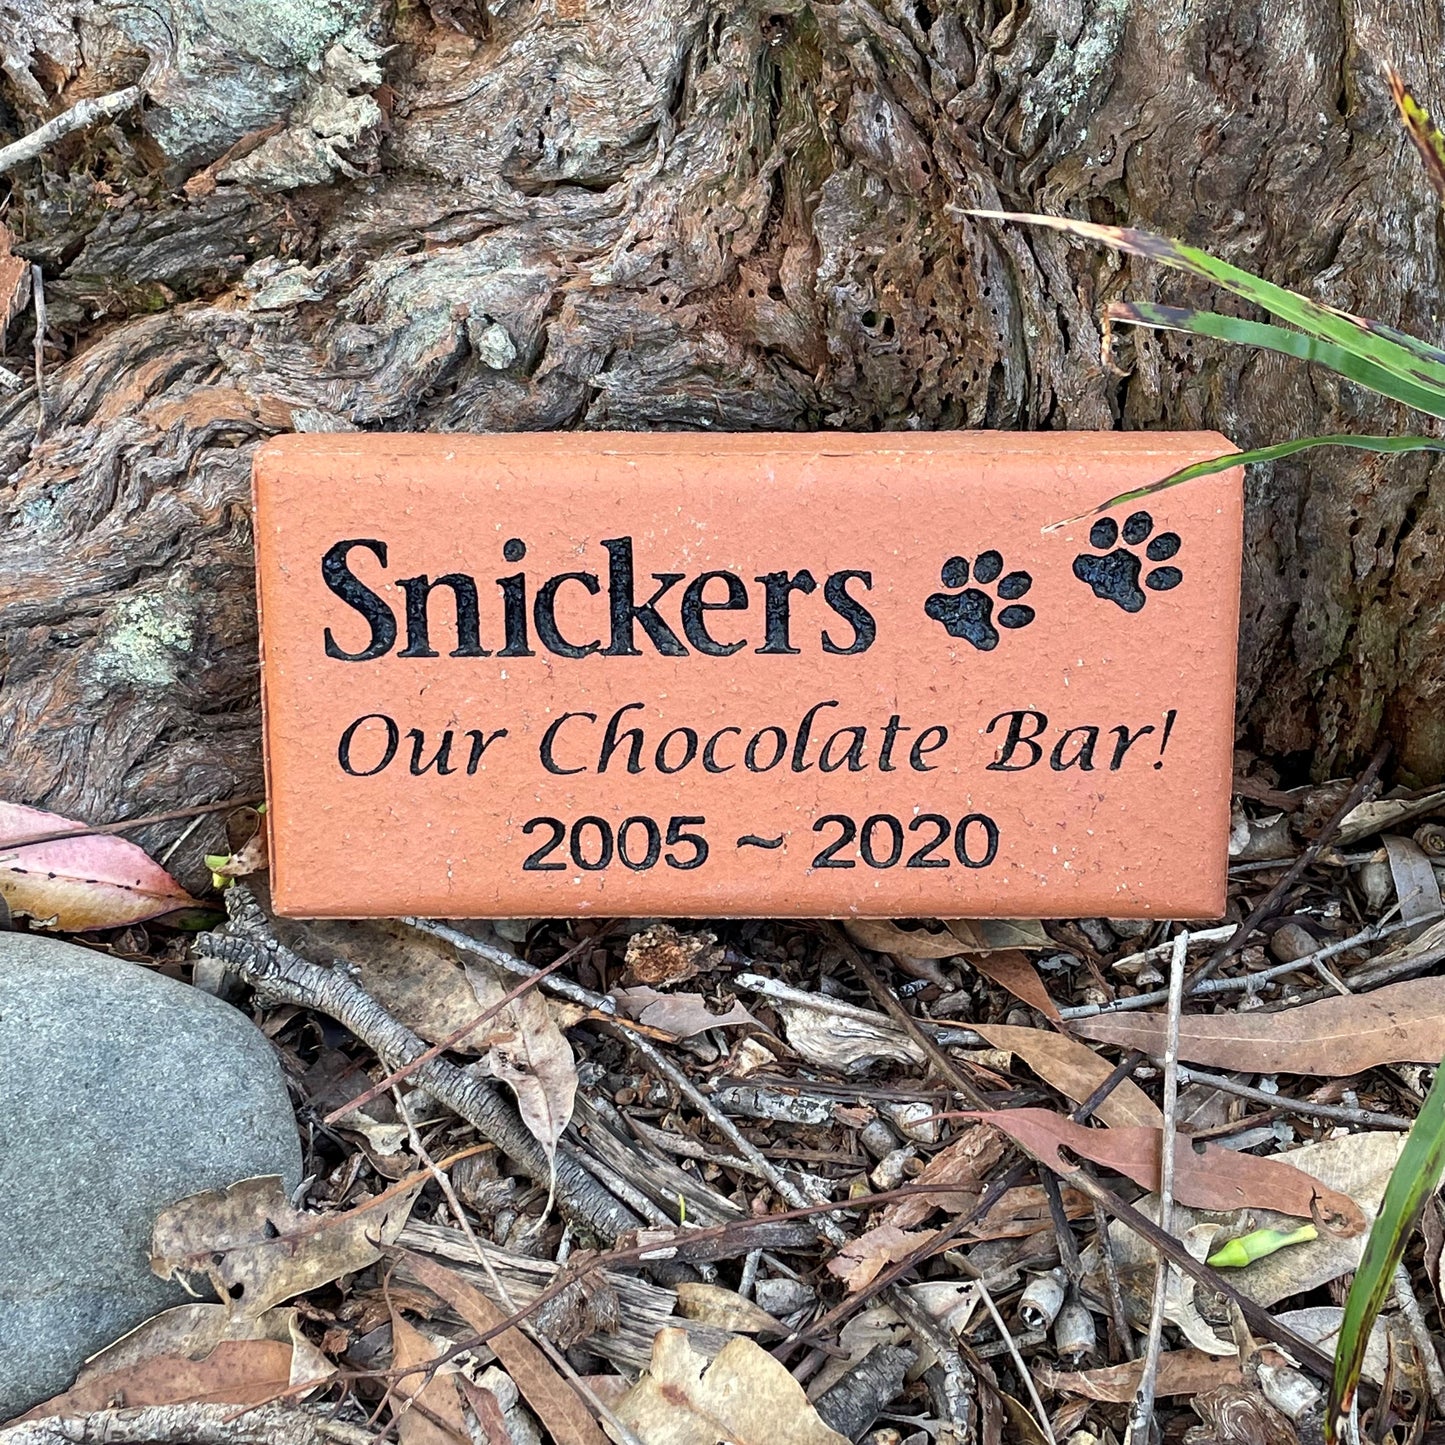 Snickers
Our Chocolate Bar!
2005 ~ 2020